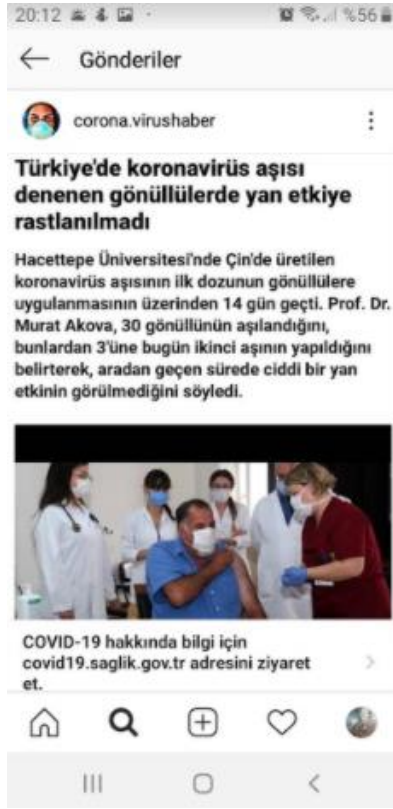 20:12
%56
Gönderiler
corona.virushaber
Türkiye'de koronavirüs aşısı
denenen gönüllülerde yan etkiye
rastlanılmadı
Hacettepe Üniversitesi'nde Çin'de üretilen
koronavirüs aşısının ilk dozunun gönüllülere
uygulanmasının üzerinden 14 gün geçti. Prof. Dr.
Murat Akova, 30 gönüllünün aşılandığını,
bunlardan 3'üne bugün ikinci aşının yapıldığını
belirterek, aradan geçen sürede ciddi bir yan
etkinin görülmediğini söyledi.
COVID-19 hakkında bilgi için
covid19.saglik.gov.tr adresini ziyaret
et.